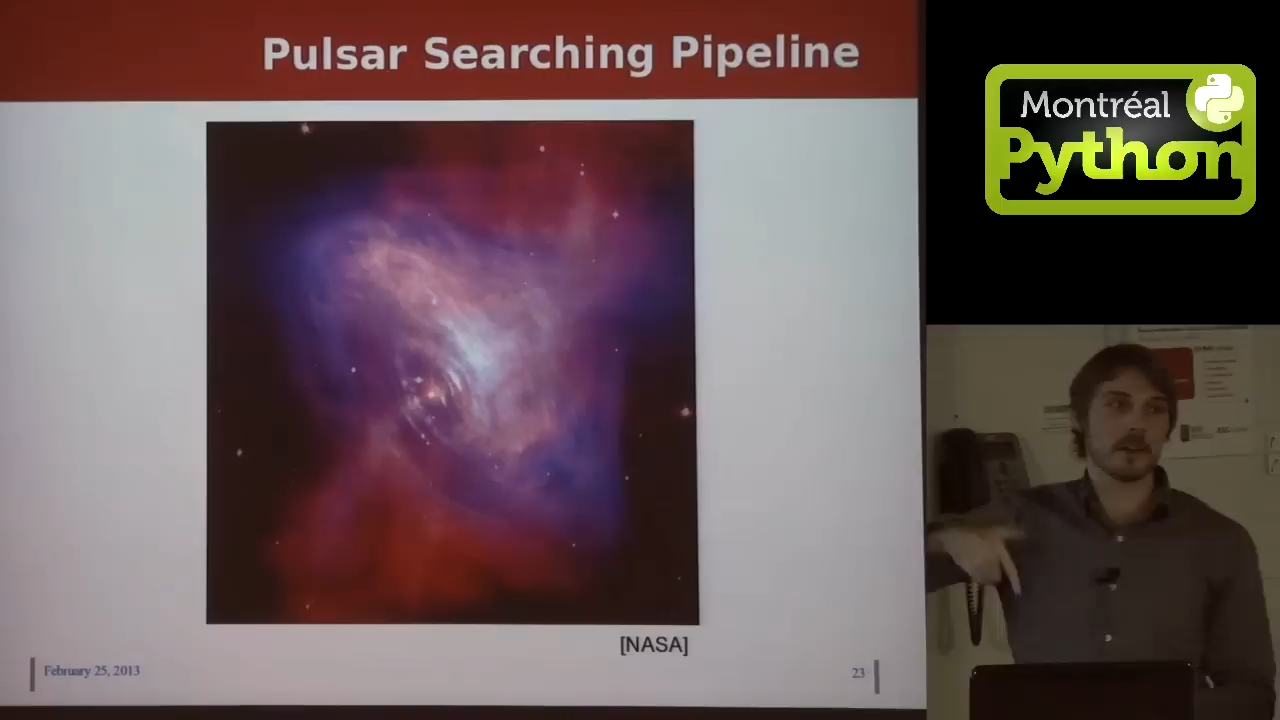 Pulsar Searching Pipeline
Montréal
Python
[NASA]
February 25, 2013
23